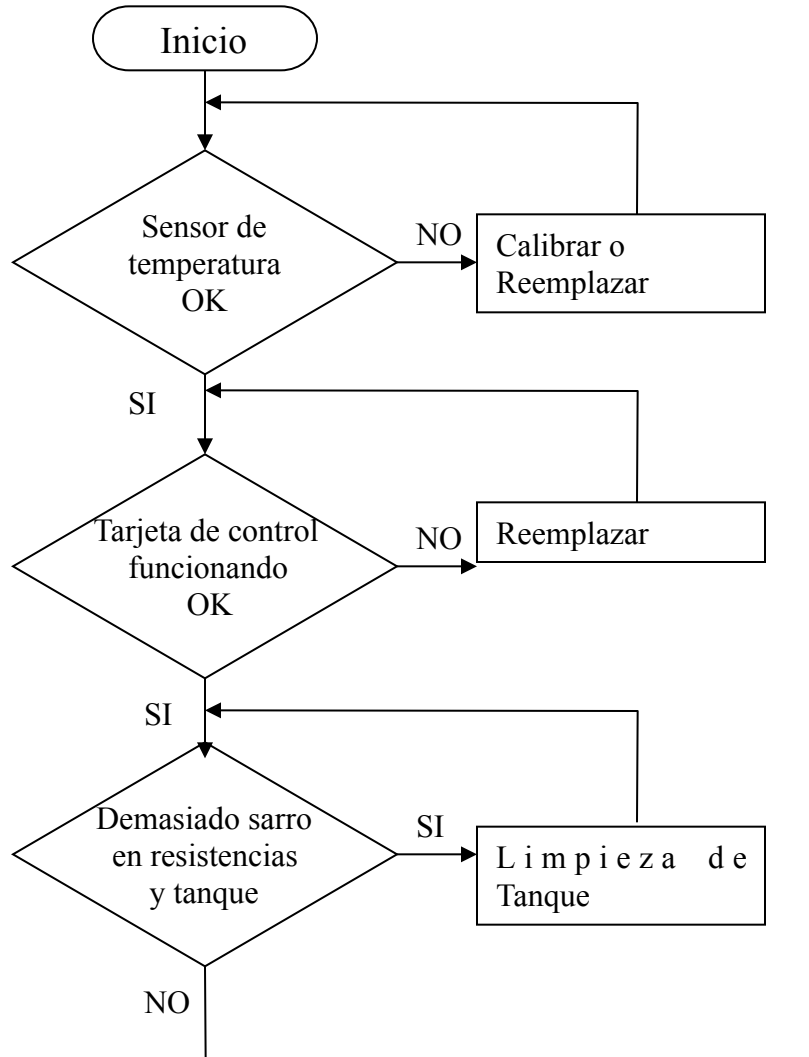 Inicio
Sensor de
temperatura
OK
NO
Calibrar o
Reemplazar
SI
Tarjeta de control
funcionando
OK
NO
Reemplazar
SI
Demasiado sarro
en resistencias
y tanque
SI
Limpieza de
Tanque
NO